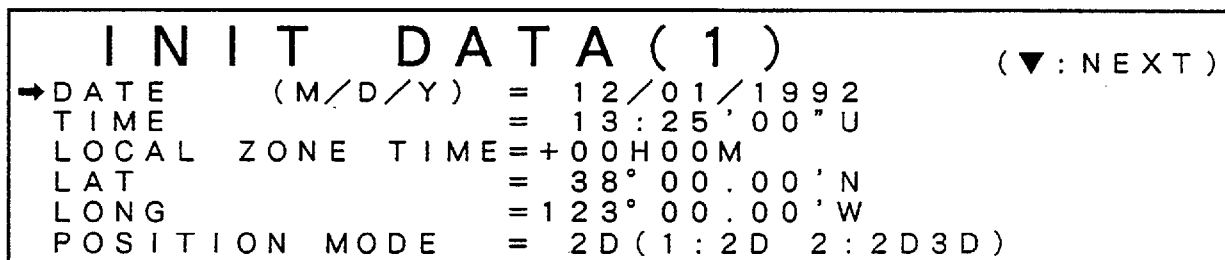 INIT DATA(1) (▼:NEXT)
➡DATE (M/D/Y) = 12/01/1992
TIME = 13:25'00"U
LOCAL ZONE TIME=+00H00M
LAT = 38°00.00'N
LONG =123°00.00'W
POSITION MODE = 2D(1:2D 2:2D3D)